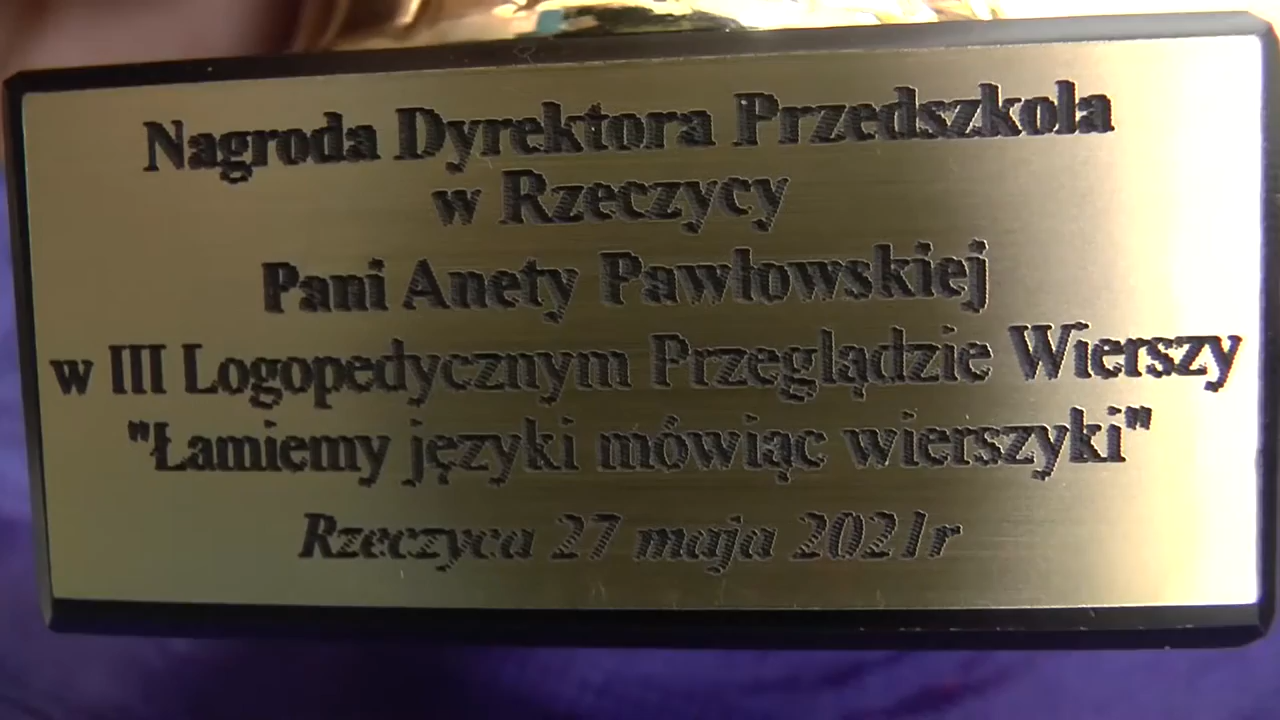 Nagroda Dyrektora Przedszkola
w Rzeczycy
Pani Anety Pawłowskiej
w III Logopedycznym Przeglądzie Wierszy
"Łamiemy języki mówiąc wierszyki"
Rzeczyca 27 maja 2021r